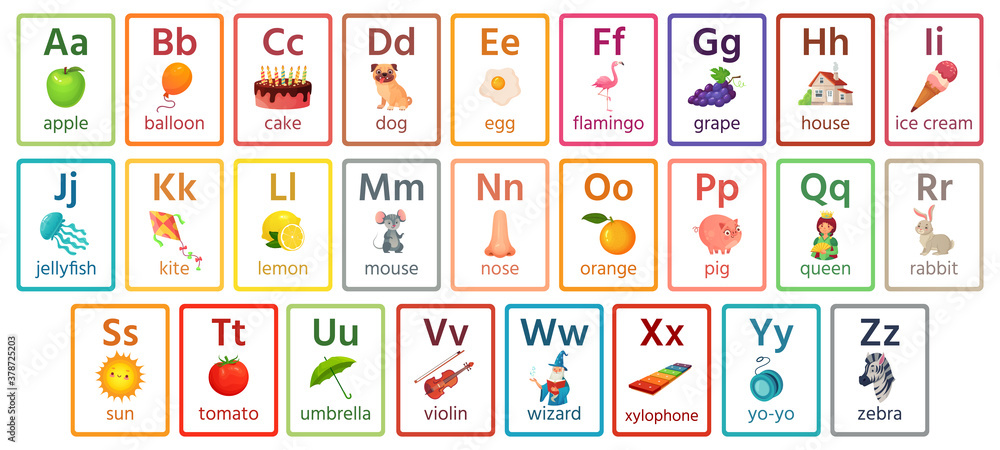 Aa Bb Cc Dd Ee Ff Gg Hh Ii
apple balloon cake dog egg flamingo grape house ice cream
Jj Kk Ll Mm Nn Oo Pp Qq Rr
jellyfish kite lemon mouse nose orange pig queen rabbit
Ss Tt Uu Vv Ww Xx Yy Zz
sun tomato umbrella violin wizard xylophone yo-yo zebra
Adobe Stock | #378725203